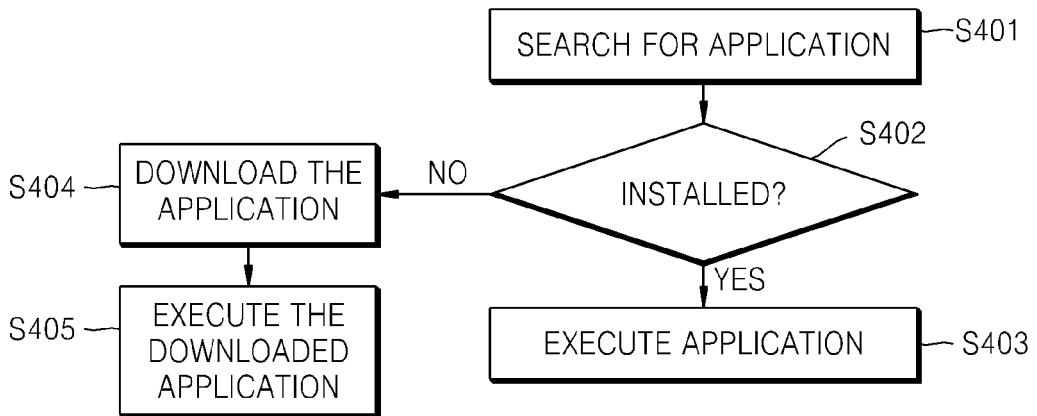 SEARCH FOR APPLICATION
S401
S402
INSTALLED?
NO
YES
S404
DOWNLOAD THE
APPLICATION
S405
EXECUTE THE
DOWNLOADED
APPLICATION
EXECUTE APPLICATION
S403